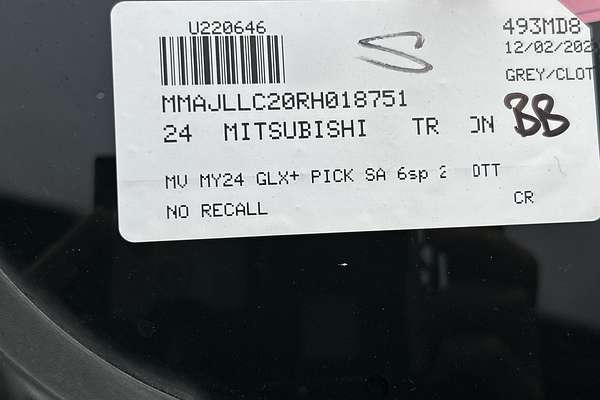 U220646
493MD8
12/02/202
GREY/CLOT
MMAJLLC20RH018751
24 MITSUBISHI TR ON BB
MV MY24 GLX+ PICK SA 6sp 2 DTT
NO RECALL CR
S